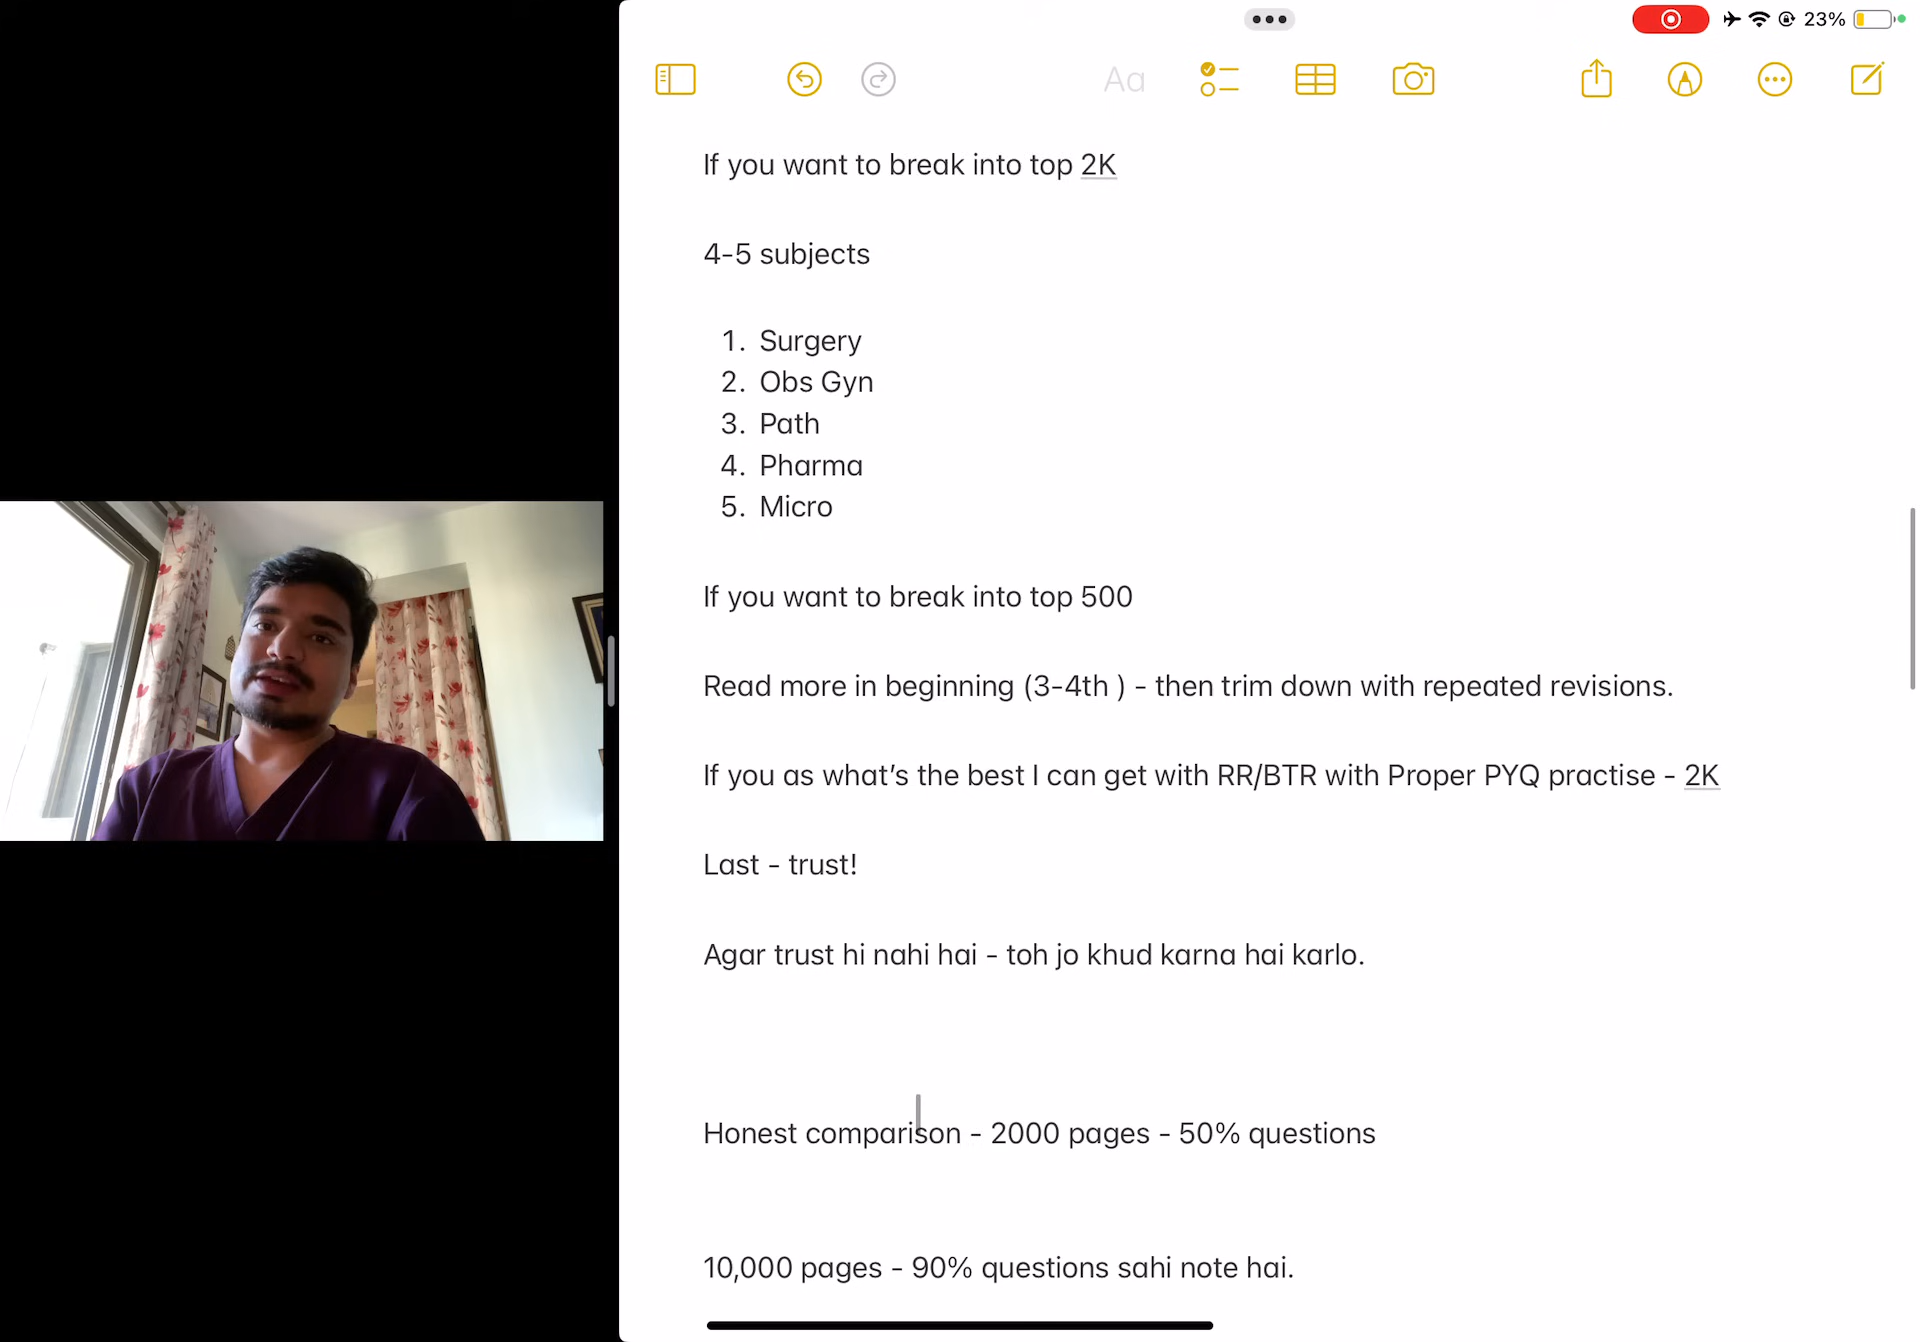 23%
Aa
If you want to break into top 2K
4-5 subjects
1. Surgery
2. Obs Gyn
3. Path
4. Pharma
5. Micro
If you want to break into top 500
Read more in beginning (3-4th ) - then trim down with repeated revisions.
If you as what's the best I can get with RR/BTR with Proper PYQ practise - 2K
Last - trust!
Agar trust hi nahi hai - toh jo khud karna hai karlo.
Honest comparison - 2000 pages - 50% questions
10,000 pages - 90% questions sahi note hai.